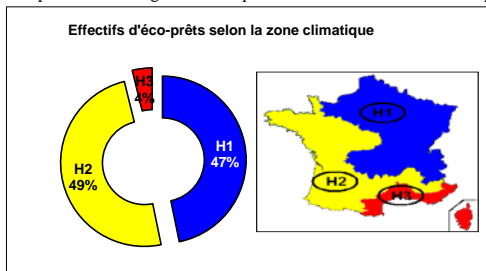 Effectifs d'éco-prêts selon la zone climatique
H3
4%
H1
47%
H2
49%
H1
H2
H3